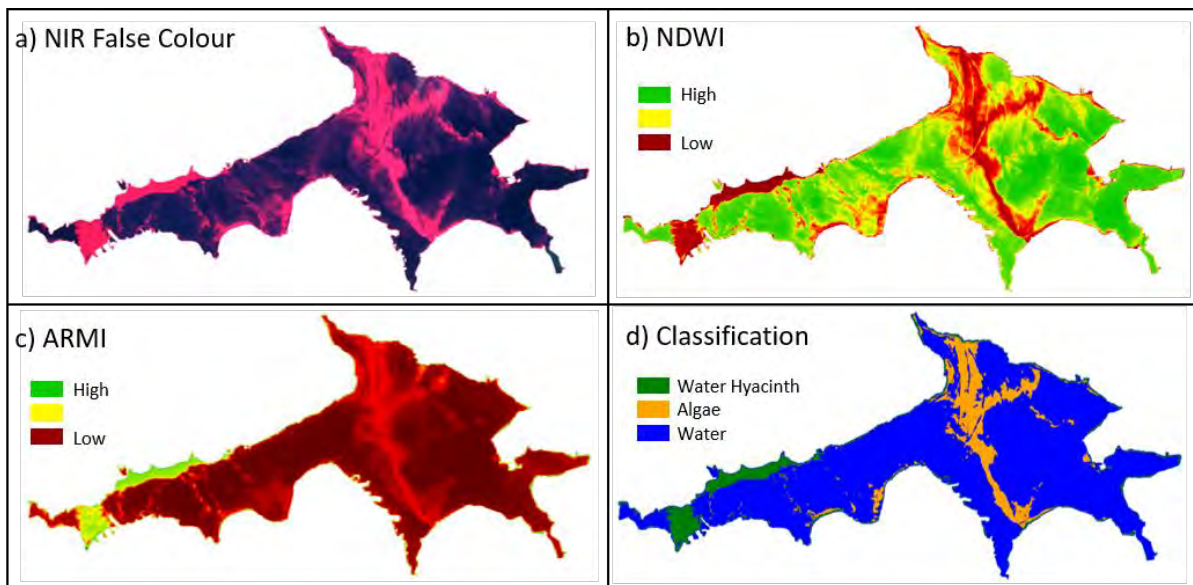 a) NIR False Colour
b) NDWI
High
Low
c) ARMI
High
Low
d) Classification
Water Hyacinth
Algae
Water